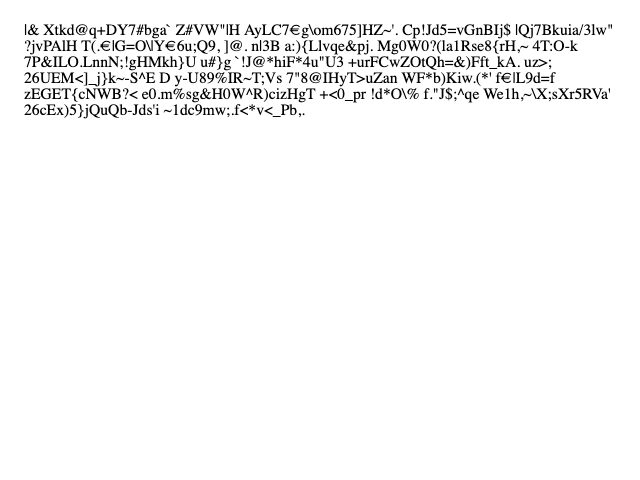 |& Xtkd@q+DY7#bga` Z#VW"|H AyLC7€g\om675]HZ~'. Cp!Jd5=vGnBIj$ |Qj7Bkuia/3lw"
?jvPAlH T(.€|G=O\lY€6u;Q9, ]@. n|3B a:){Llvqe&pj. Mg0W0?(la1Rse8{rH,~ 4T:O-k
7P&ILO.LnnN;!gHMkh}U u#}g `!J@*hiF*4u"U3 +urFCwZOtQh=&)Fft_kA. uz>;
26UEM<]_j}k~-S^E D y-U89%IR~T;Vs 7"8@IHyT>uZan WF*b)Kiw.(*' f€|L9d=f
zEGET{cNWB?< e0.m%sg&H0W^R)cizHgT +<0_pr !d*O\% f."J$;^qe We1h,~\X;sXr5RVa'
26cEx)5}jQuQb-Jds'i ~1dc9mw;.f<*v<_Pb,.